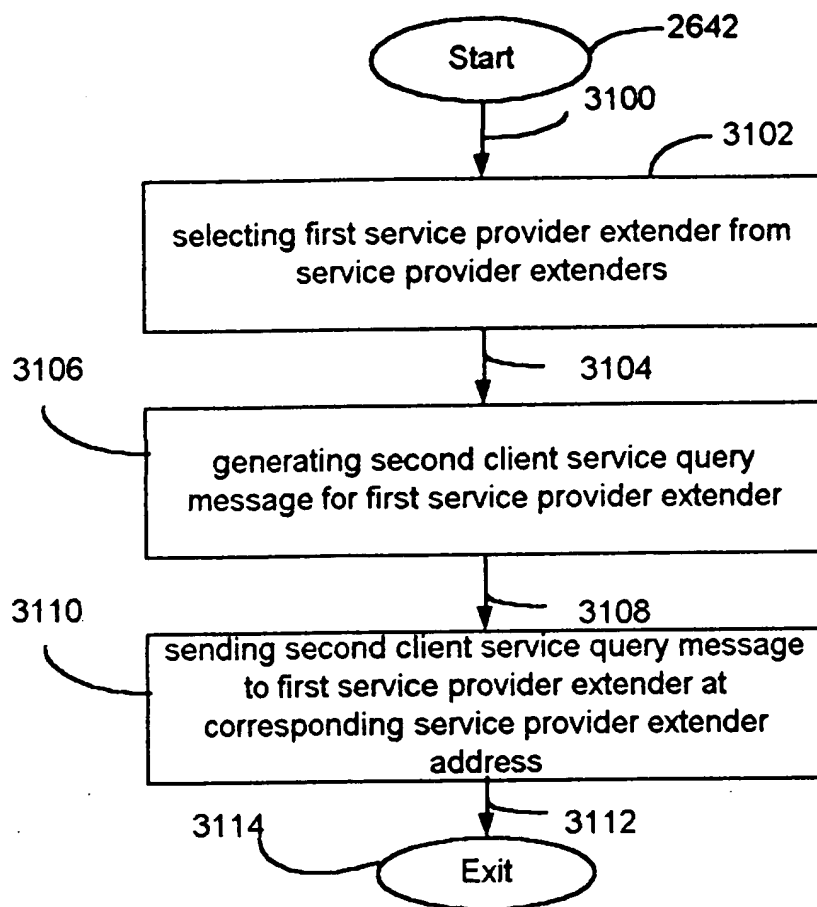 2642
Start
3100
3102
selecting first service provider extender from
service provider extenders
3104
3106
generating second client service query
message for first service provider extender
3108
3110
sending second client service query message
to first service provider extender at
corresponding service provider extender
address
3112
3114
Exit